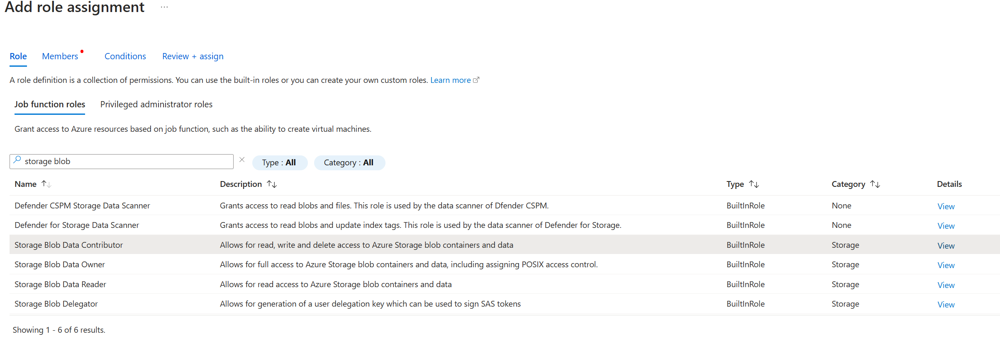 Add role assignment ...
Role Members Conditions Review + assign
A role definition is a collection of permissions. You can use the built-in roles or you can create your own custom roles. Learn more
Job function roles Privileged administrator roles
Grant access to Azure resources based on job function, such as the ability to create virtual machines.
storage blob Type : All Category : All
Name Description Type Category Details
Defender CSPM Storage Data Scanner Grants access to read blobs and files. This role is used by the data scanner of Dfender CSPM. BuiltInRole None View
Defender for Storage Data Scanner Grants access to read blobs and update index tags. This role is used by the data scanner of Defender for Storage. BuiltInRole None View
Storage Blob Data Contributor Allows for read, write and delete access to Azure Storage blob containers and data BuiltInRole Storage View
Storage Blob Data Owner Allows for full access to Azure Storage blob containers and data, including assigning POSIX access control. BuiltInRole Storage View
Storage Blob Data Reader Allows for read access to Azure Storage blob containers and data BuiltInRole Storage View
Storage Blob Delegator Allows for generation of a user delegation key which can be used to sign SAS tokens BuiltInRole Storage View
Showing 1 - 6 of 6 results.